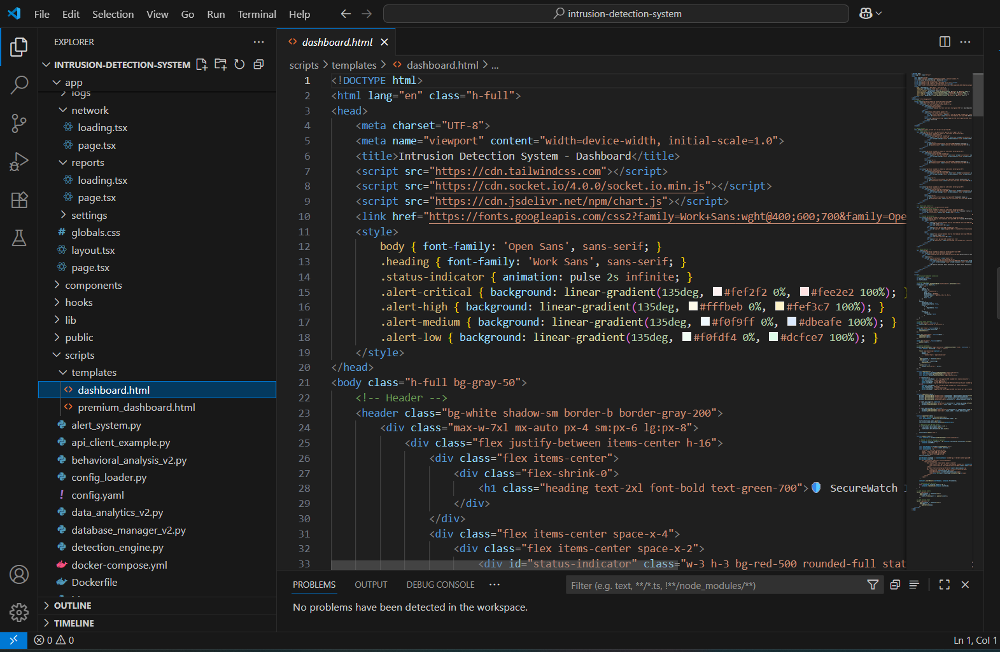 File Edit Selection View Go Run Terminal Help intrusion-detection-system
EXPLORER
INTRUSION-DETECTION-SYSTEM
app
logs
network
loading.tsx
page.tsx
reports
loading.tsx
page.tsx
settings
# globals.css
layout.tsx
page.tsx
components
hooks
lib
public
scripts
templates
dashboard.html
premium_dashboard.html
alert_system.py
api_client_example.py
behavioral_analysis_v2.py
config_loader.py
! config.yaml
data_analytics_v2.py
database_manager_v2.py
detection_engine.py
docker-compose.yml
Dockerfile
OUTLINE
TIMELINE
dashboard.html
scripts > templates > dashboard.html > ...
1 <!DOCTYPE html>
2 <html lang="en" class="h-full">
3 <head>
4 <meta charset="UTF-8">
5 <meta name="viewport" content="width=device-width, initial-scale=1.0">
6 <title>Intrusion Detection System - Dashboard</title>
7 <script src="https://cdn.tailwindcss.com"></script>
8 <script src="https://cdn.socket.io/4.0.0/socket.io.min.js"></script>
9 <script src="https://cdn.jsdelivr.net/npm/chart.js"></script>
10 <link href="https://fonts.googleapis.com/css2?family=Work+Sans:wght@400;600;700&family=Ope
11 <style>
12 body { font-family: 'Open Sans', sans-serif; }
13 .heading { font-family: 'Work Sans', sans-serif; }
14 .status-indicator { animation: pulse 2s infinite; }
15 .alert-critical { background: linear-gradient(135deg, #fef2f2 0%, #fee2e2 100%); }
16 .alert-high { background: linear-gradient(135deg, #fffbeb 0%, #fef3c7 100%); }
17 .alert-medium { background: linear-gradient(135deg, #f0f9ff 0%, #dbeafe 100%); }
18 .alert-low { background: linear-gradient(135deg, #f0fdf4 0%, #dcfce7 100%); }
19 </style>
20 </head>
21 <body class="h-full bg-gray-50">
22 <!-- Header -->
23 <header class="bg-white shadow-sm border-b border-gray-200">
24 <div class="max-w-7xl mx-auto px-4 sm:px-6 lg:px-8">
25 <div class="flex justify-between items-center h-16">
26 <div class="flex items-center">
27 <div class="flex-shrink-0">
28 <h1 class="heading text-2xl font-bold text-green-700">🛡️ SecureWatch
29 </div>
30 </div>
31 <div class="flex items-center space-x-4">
32 <div class="flex items-center space-x-2">
33 <div id="status-indicator" class="w-3 h-3 bg-red-500 rounded-full stat
PROBLEMS OUTPUT DEBUG CONSOLE Filter (e.g. text, **/*.ts, !**/node_modules/**)
No problems have been detected in the workspace.
0 0 Ln 1, Col 1